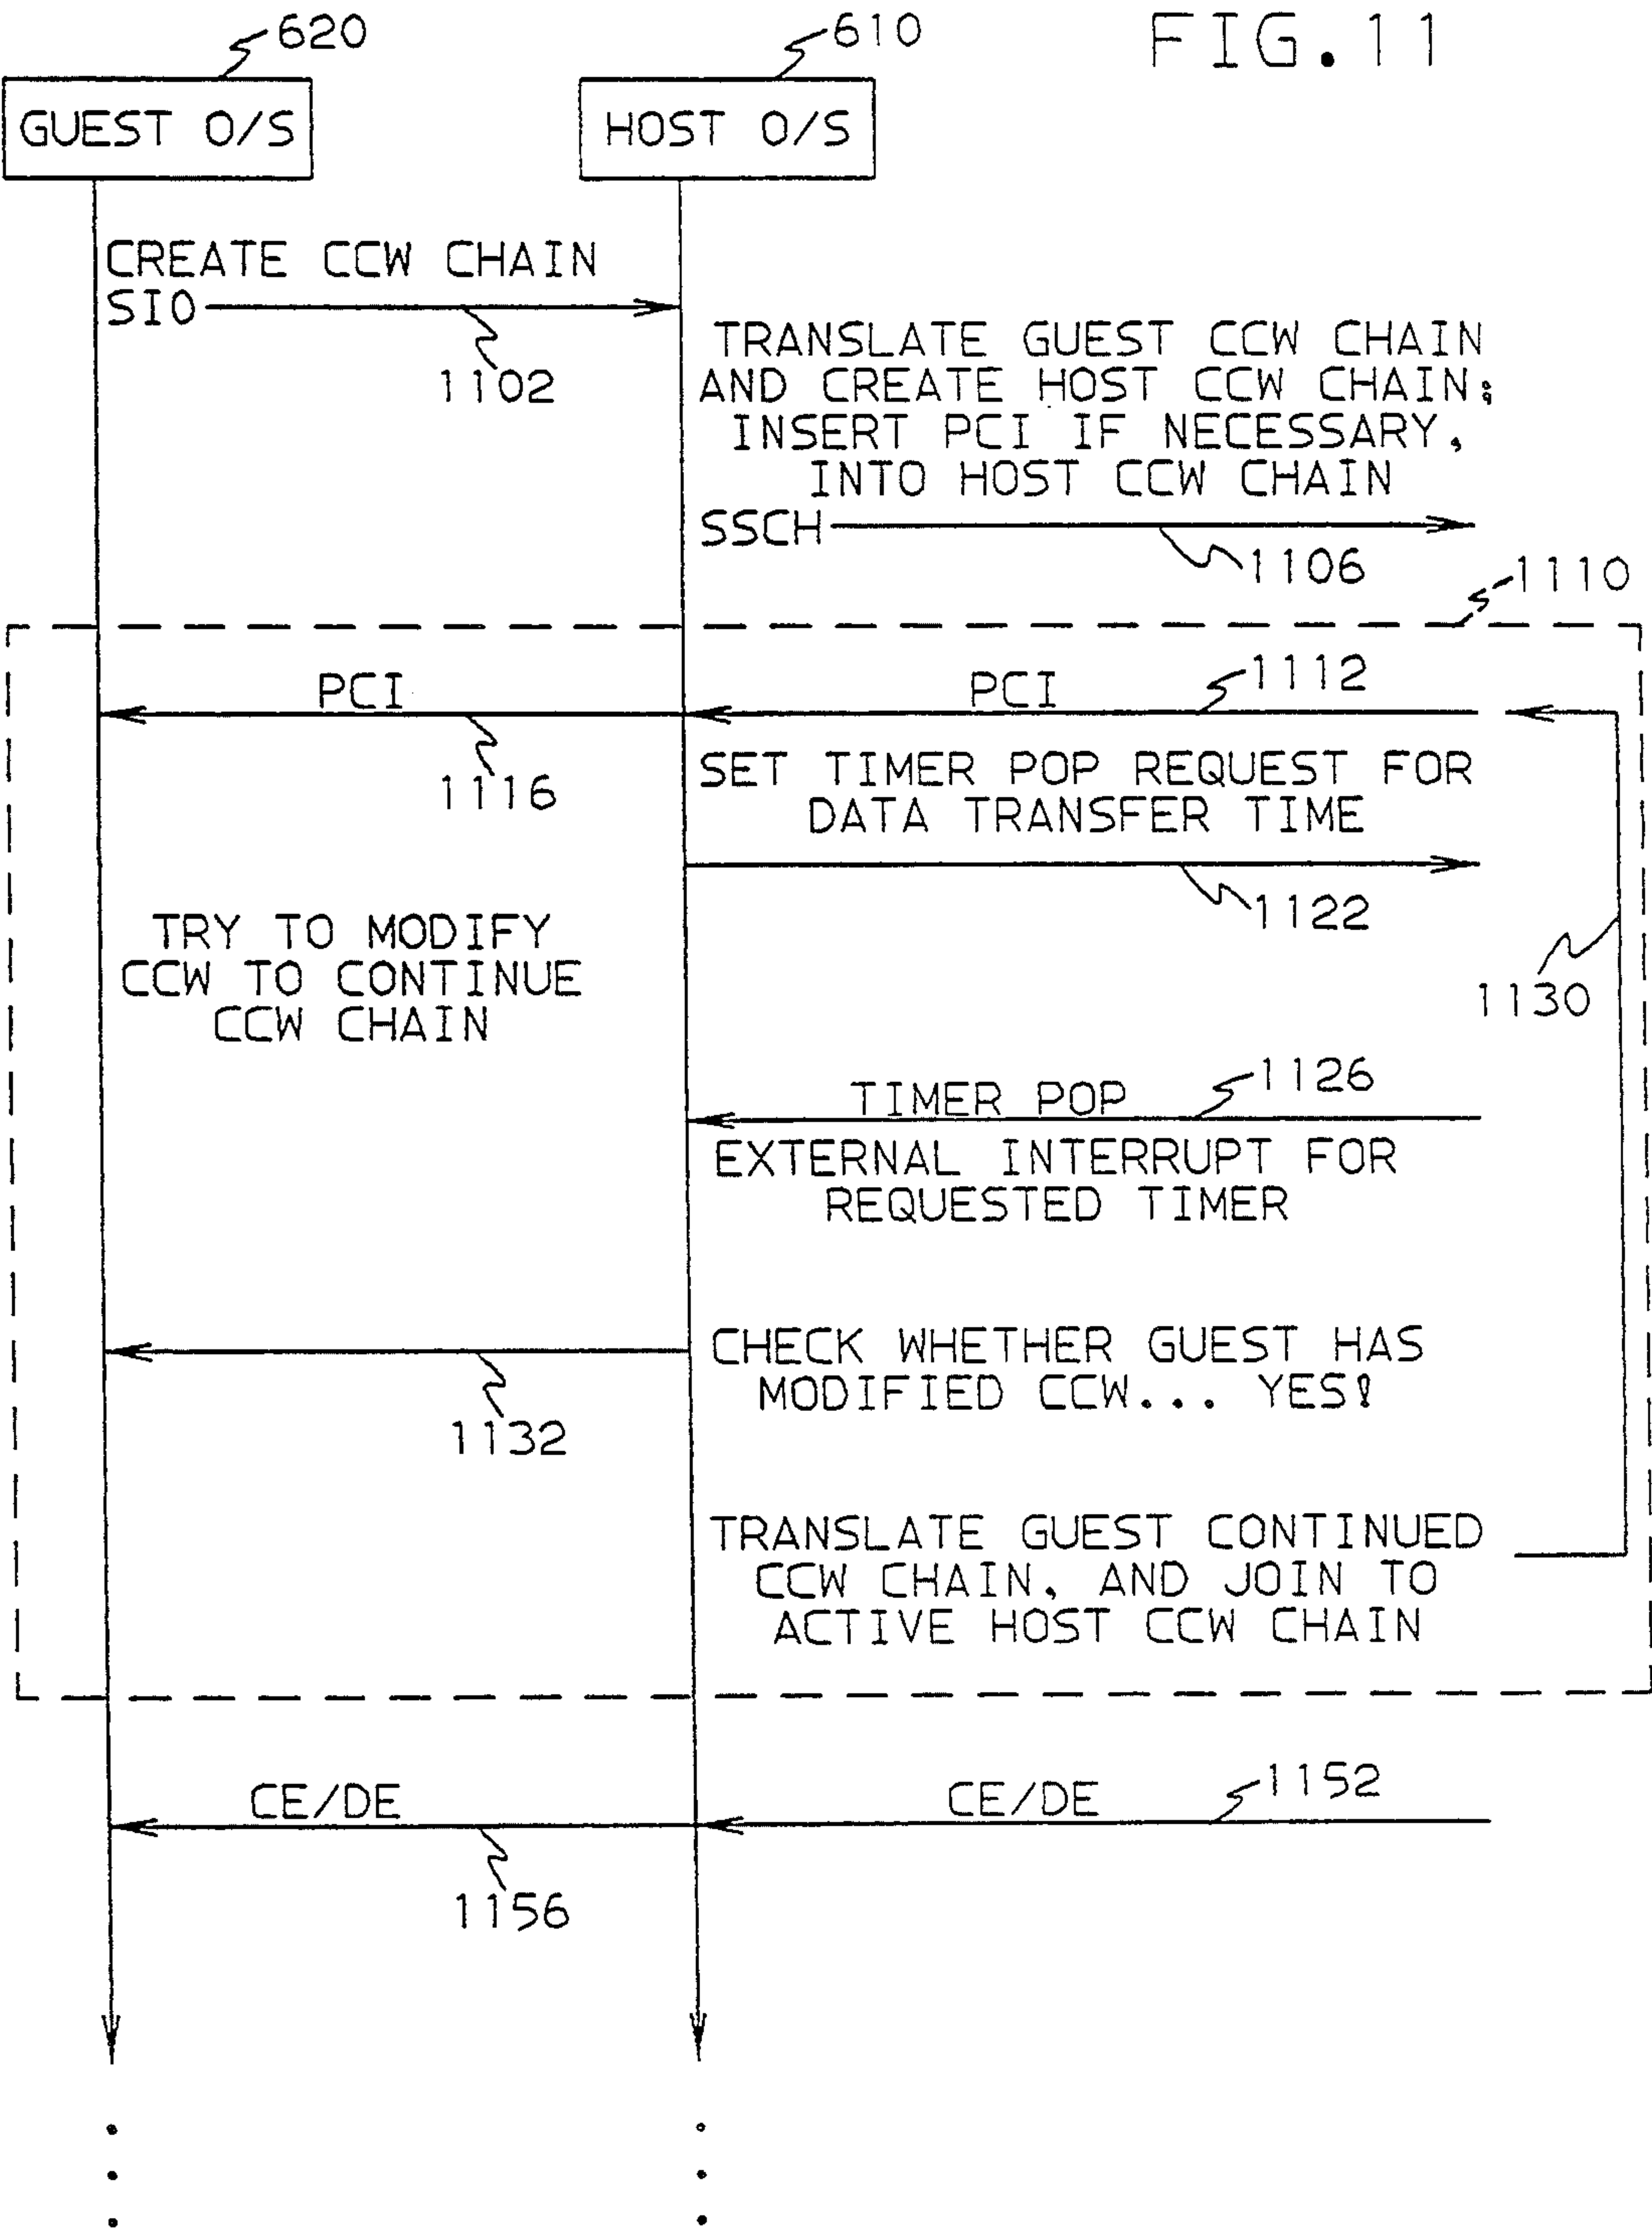 620
610
FIG.11
GUEST O/S
HOST O/S
CREATE CCW CHAIN
SIO
1102
TRANSLATE GUEST CCW CHAIN
AND CREATE HOST CCW CHAIN;
INSERT PCI IF NECESSARY,
INTO HOST CCW CHAIN
SSCH
1106
1110
PCI
PCI
1112
1116
SET TIMER POP REQUEST FOR
DATA TRANSFER TIME
1122
TRY TO MODIFY
CCW TO CONTINUE
CCW CHAIN
1130
TIMER POP
1126
EXTERNAL INTERRUPT FOR
REQUESTED TIMER
CHECK WHETHER GUEST HAS
MODIFIED CCW... YES!
1132
TRANSLATE GUEST CONTINUED
CCW CHAIN, AND JOIN TO
ACTIVE HOST CCW CHAIN
CE/DE
CE/DE
1152
1156